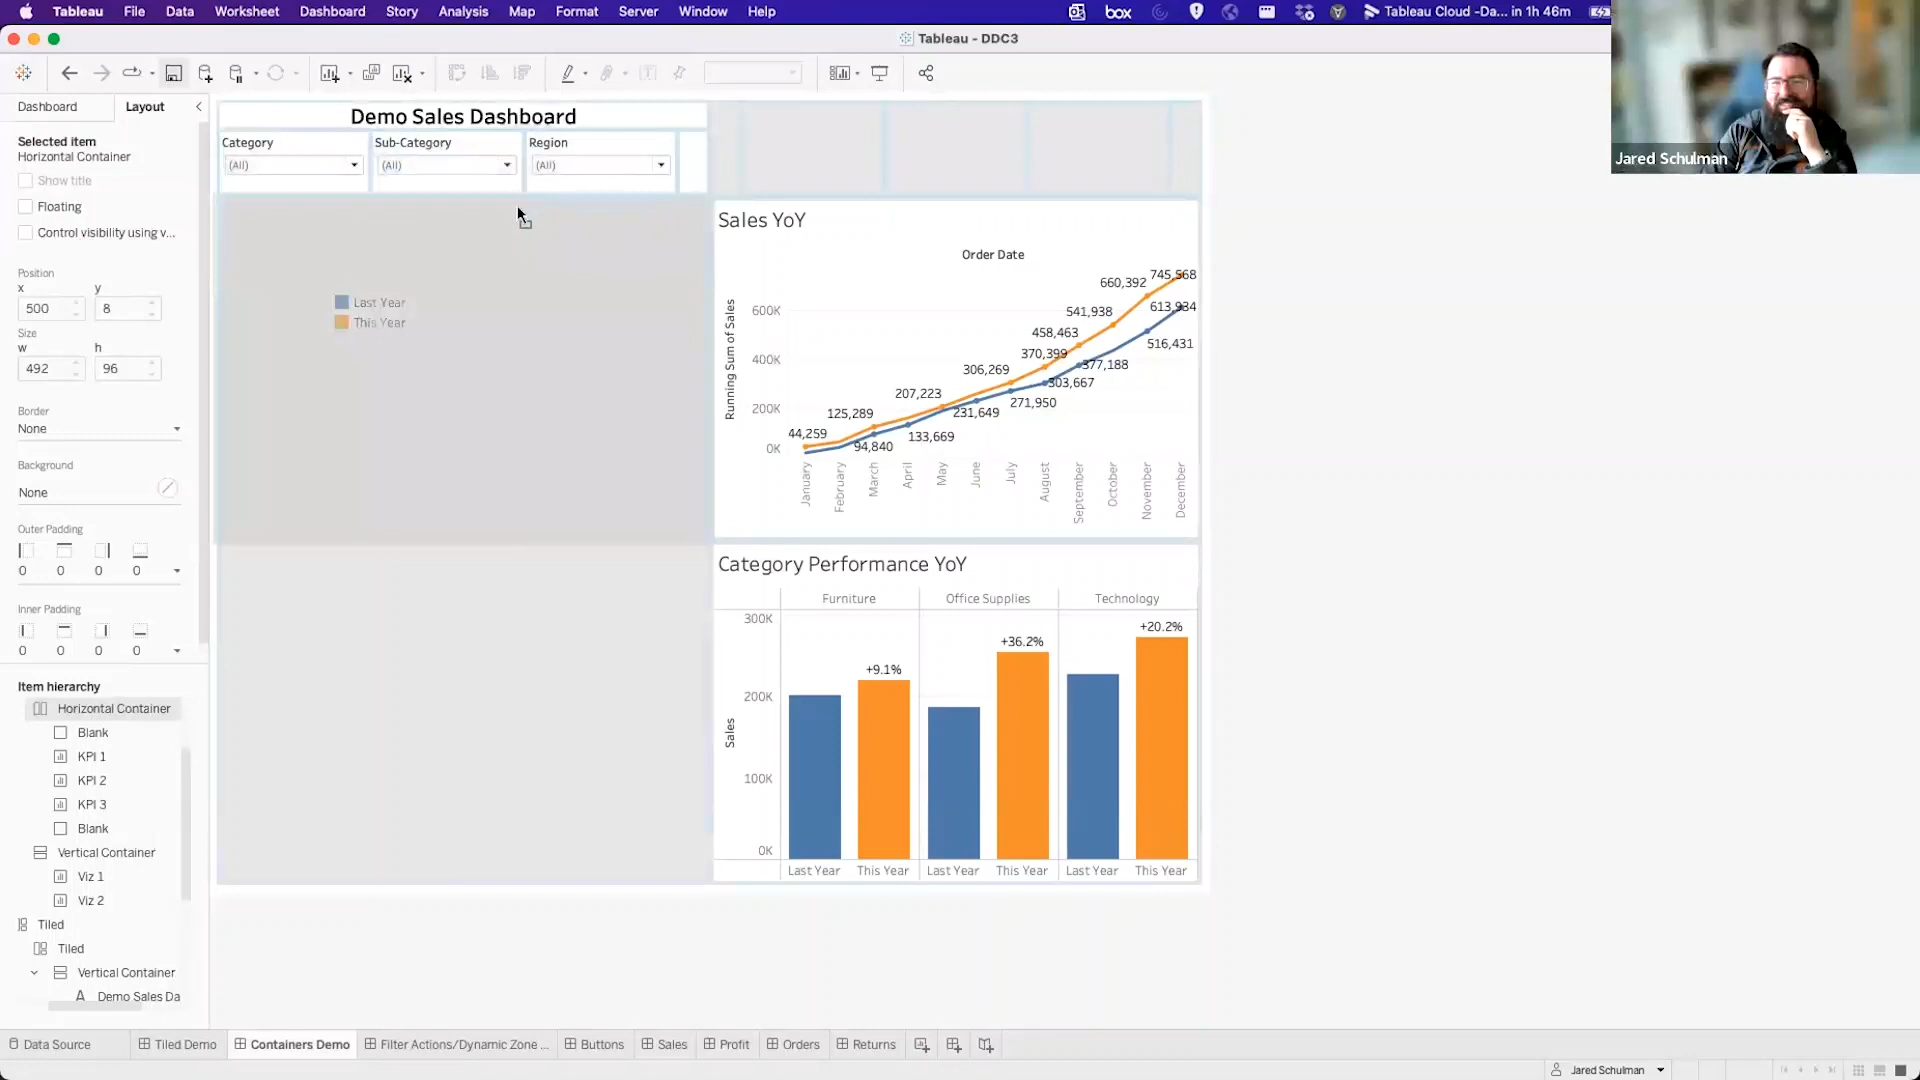 Tableau File Data Worksheet Dashboard Story Analysis Map Format Server Window Help
box
Tableau Cloud -Da... in 1h 46m
Tableau - DDC3
Jared Schulman
Dashboard
Layout
Selected item
Horizontal Container
Show title
Floating
Control visibility using v...
Position
x y
500 8
Size
w h
492 96
Border
None
Background
None
Outer Padding
0 0 0 0
Inner Padding
0 0 0 0
Item hierarchy
Horizontal Container
Blank
KPI 1
KPI 2
KPI 3
Blank
Vertical Container
Viz 1
Viz 2
Tiled
Tiled
Vertical Container
A Demo Sales Da
Demo Sales Dashboard
Category Sub-Category Region
(All) (All) (All)
Last Year
This Year
Sales YoY
Order Date
Running Sum of Sales
600K
400K
200K
0K
745,568
660,392
613,934
541,938
458,463
516,431
370,399
377,188
306,269
303,667
207,223
271,950
125,289
231,649
44,259
133,669
94,840
January February March April May June July August September October November December
Category Performance YoY
Furniture Office Supplies Technology
Sales
300K
200K
100K
0K
+9.1%
+36.2%
+20.2%
Last Year This Year Last Year This Year Last Year This Year
Data Source Tiled Demo Containers Demo Filter Actions/Dynamic Zone ... Buttons Sales Profit Orders Returns
Jared Schulman